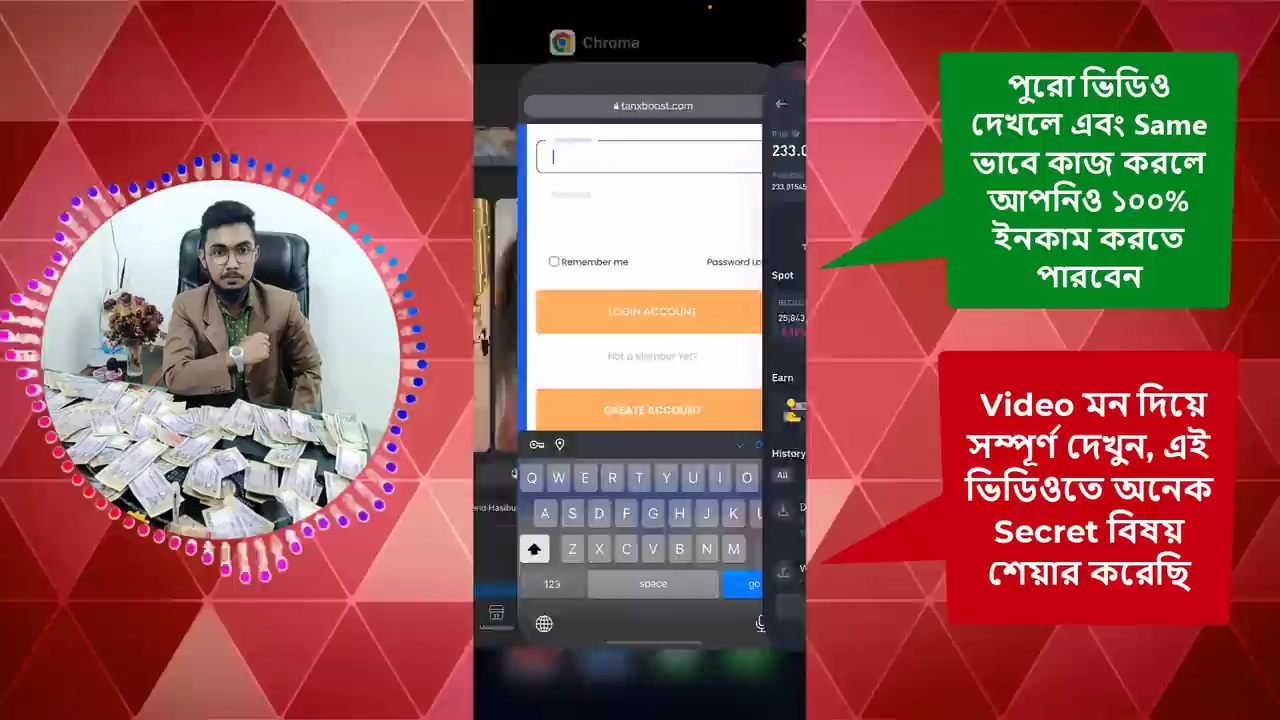 Chrome
tanxboost.com
Remember me
Password
LOGIN ACCOUNT
Not a Member Yet?
CREATE ACCOUNT
Q W E R T Y U I O
A S D F G H J K
Z X C V B N M
123 space go
233.0
Spot
Earn
History
All
পুরো ভিডিও
দেখলে এবং Same
ভাবে কাজ করলে
আপনিও ১০০%
ইনকাম করতে
পারবেন
Video মন দিয়ে
সম্পূর্ণ দেখুন, এই
ভিডিওতে অনেক
Secret বিষয়
শেয়ার করেছি